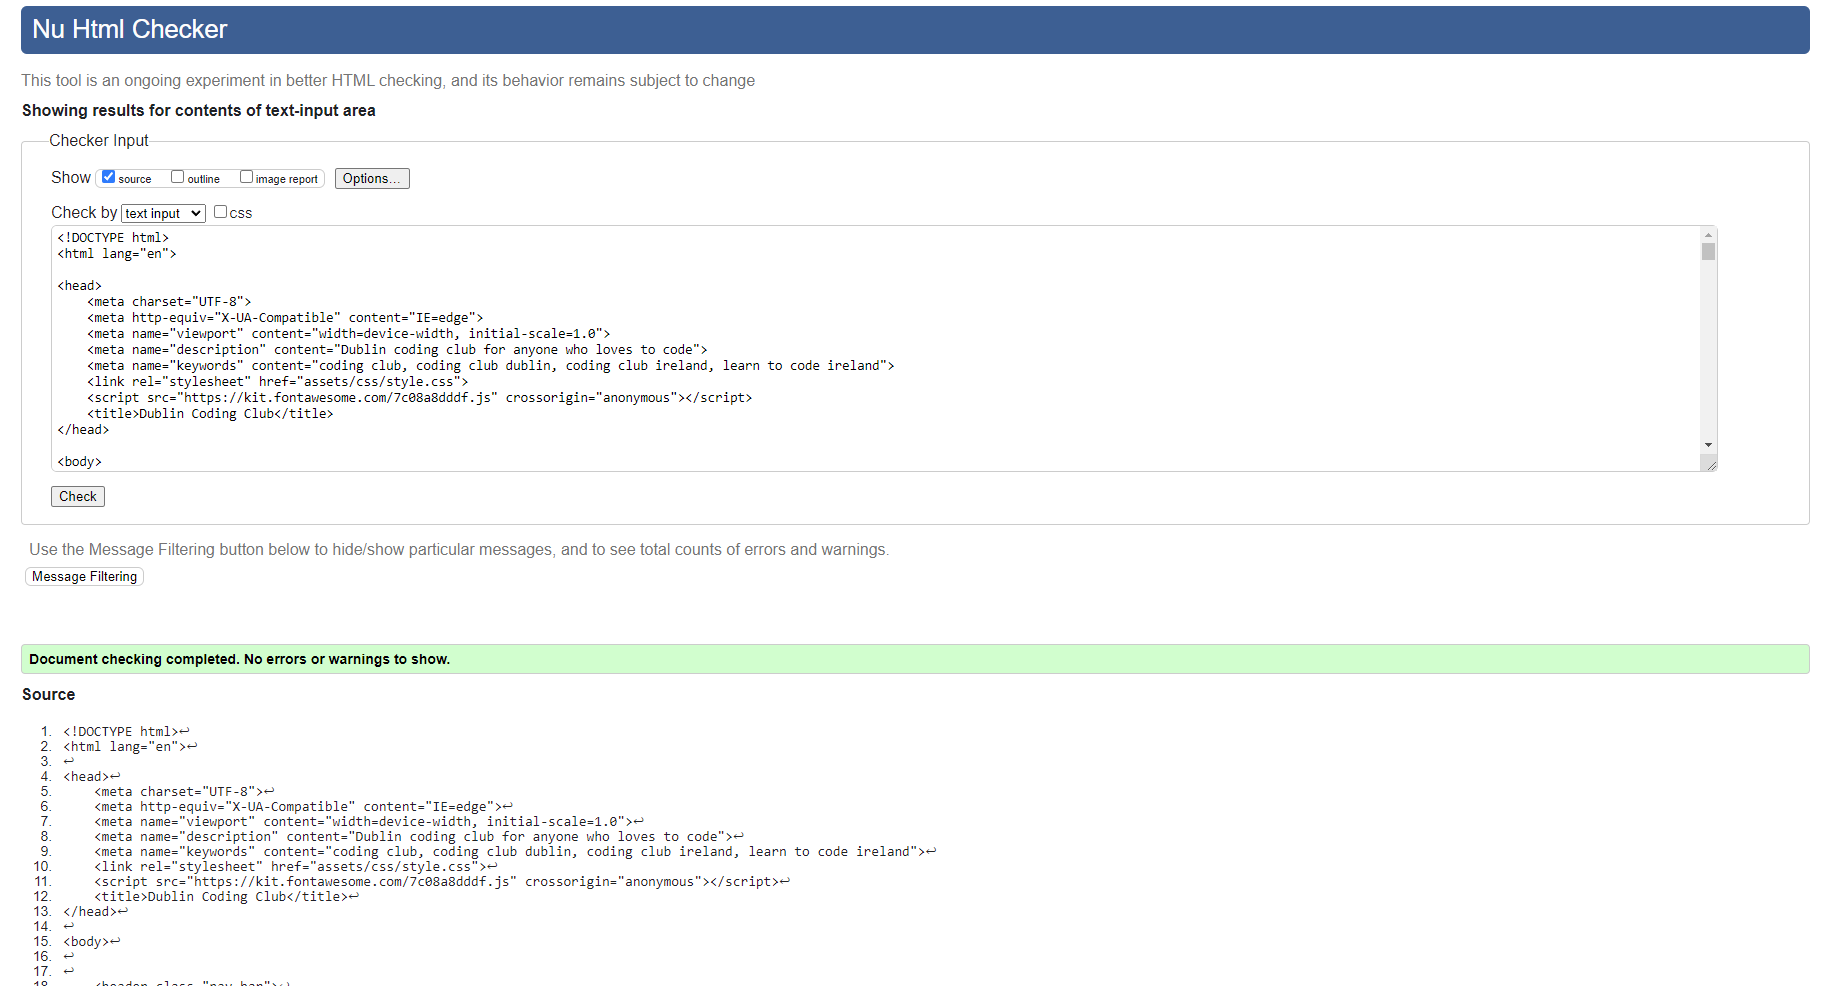 Nu Html Checker
This tool is an ongoing experiment in better HTML checking, and its behavior remains subject to change
Showing results for contents of text-input area
Checker Input
Show source outline image report Options...
Check by text input css
<!DOCTYPE html>
<html lang="en">
<head>
    <meta charset="UTF-8">
    <meta http-equiv="X-UA-Compatible" content="IE=edge">
    <meta name="viewport" content="width=device-width, initial-scale=1.0">
    <meta name="description" content="Dublin coding club for anyone who loves to code">
    <meta name="keywords" content="coding club, coding club dublin, coding club ireland, learn to code ireland">
    <link rel="stylesheet" href="assets/css/style.css">
    <script src="https://kit.fontawesome.com/7c08a8dddf.js" crossorigin="anonymous"></script>
    <title>Dublin Coding Club</title>
</head>
<body>
Check
Use the Message Filtering button below to hide/show particular messages, and to see total counts of errors and warnings.
Message Filtering
Document checking completed. No errors or warnings to show.
Source
1. <!DOCTYPE html>↩
2. <html lang="en">↩
3. ↩
4. <head>↩
5.     <meta charset="UTF-8">↩
6.     <meta http-equiv="X-UA-Compatible" content="IE=edge">↩
7.     <meta name="viewport" content="width=device-width, initial-scale=1.0">↩
8.     <meta name="description" content="Dublin coding club for anyone who loves to code">↩
9.     <meta name="keywords" content="coding club, coding club dublin, coding club ireland, learn to code ireland">↩
10.     <link rel="stylesheet" href="assets/css/style.css">↩
11.     <script src="https://kit.fontawesome.com/7c08a8dddf.js" crossorigin="anonymous"></script>↩
12.     <title>Dublin Coding Club</title>↩
13. </head>↩
14. ↩
15. <body>↩
16. ↩
17. ↩
18.     <header class="nav-bar">↩